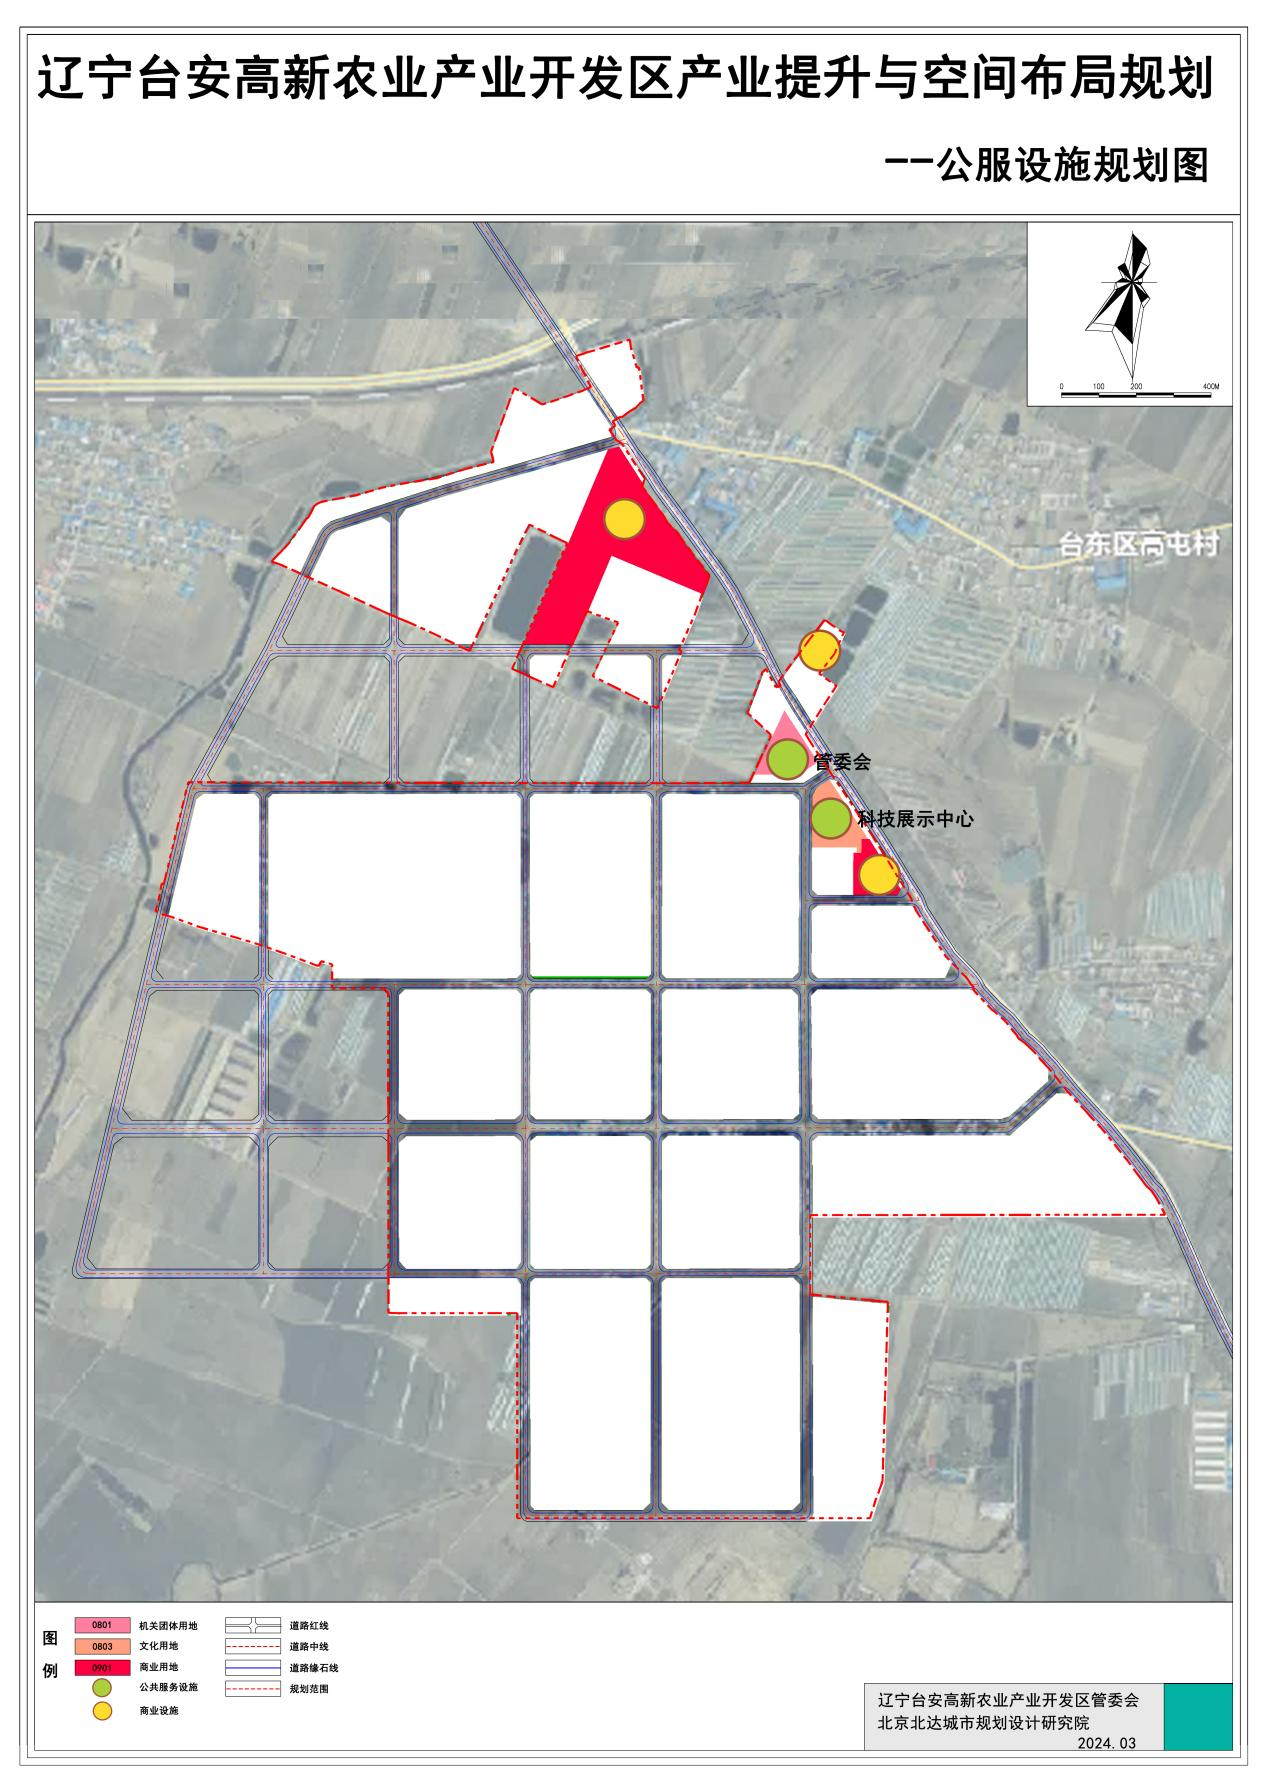 辽宁台安高新农业产业开发区产业提升与空间布局规划
--公服设施规划图
0 100 200 400M
台东区高屯村
管委会
科技展示中心
图例
0801 机关团体用地
0803 文化用地
0901 商业用地
公共服务设施
商业设施
道路红线
道路中线
道路缘石线
规划范围
辽宁台安高新农业产业开发区管委会
北京北达城市规划设计研究院
2024.03